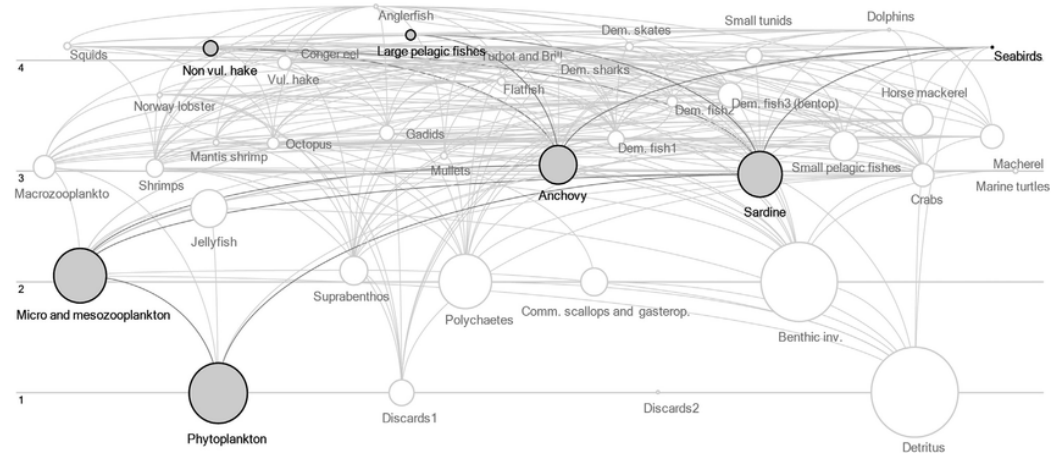 Anglerfish
Small tunids
Dolphins
Dem. skates
Squids
Conger eel
Large pelagic fishes
Turbot and Brill
Seabirds
4
Non vul. hake
Vul. hake
Dem. sharks
Flatfish
Horse mackerel
Norway lobster
Dem. fish2
Dem. fish3 (bentop)
Gadids
Octopus
Dem. fish1
Mantis shrimp
Small pelagic fishes
Macherel
Mullets
3
Macrozooplankto
Shrimps
Anchovy
Marine turtles
Crabs
Sardine
Jellyfish
2
Suprabenthos
Micro and mesozooplankton
Polychaetes
Comm. scallops and gasterop.
Benthic inv.
1
Discards1
Discards2
Phytoplankton
Detritus